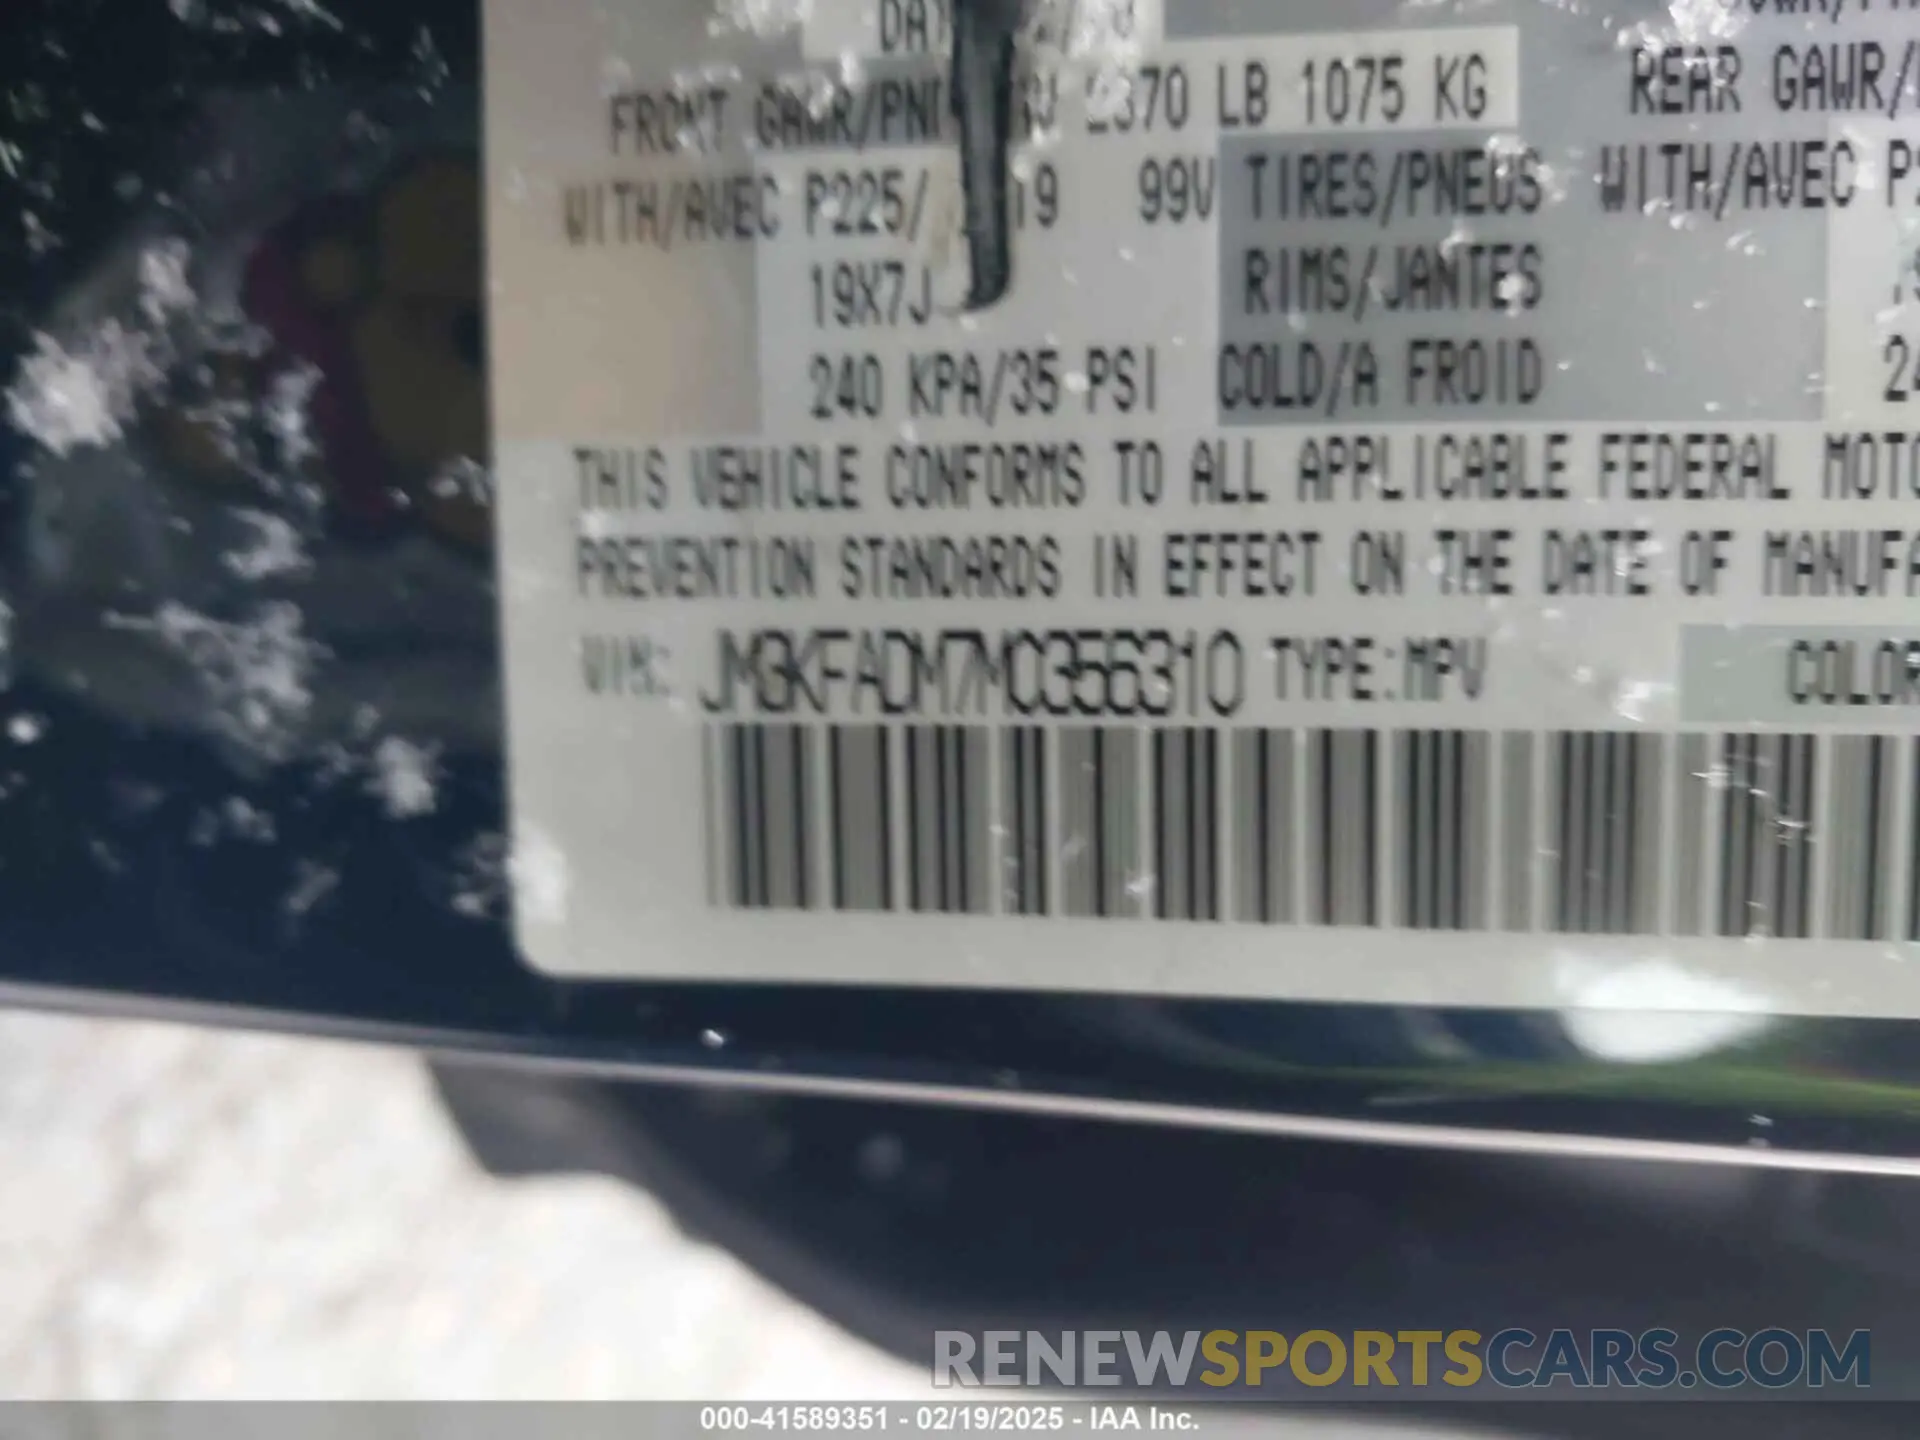 FRONT GAWR/PNBV 2370 LB 1075 KG REAR GAWR/
WITH/AVEC P225/ 19 99V TIRES/PNEUS WITH/AVEC P2
19X7J RIMS/JANTES
240 KPA/35 PSI COLD/A FROID 24
THIS VEHICLE CONFORMS TO ALL APPLICABLE FEDERAL MOTO
PREVENTION STANDARDS IN EFFECT ON THE DATE OF MANUFA
VIN: JM3KFADM7M0356310 TYPE:MPV COLOR
RENEWSPORTSCARS.COM
000-41589351 - 02/19/2025 - IAA Inc.